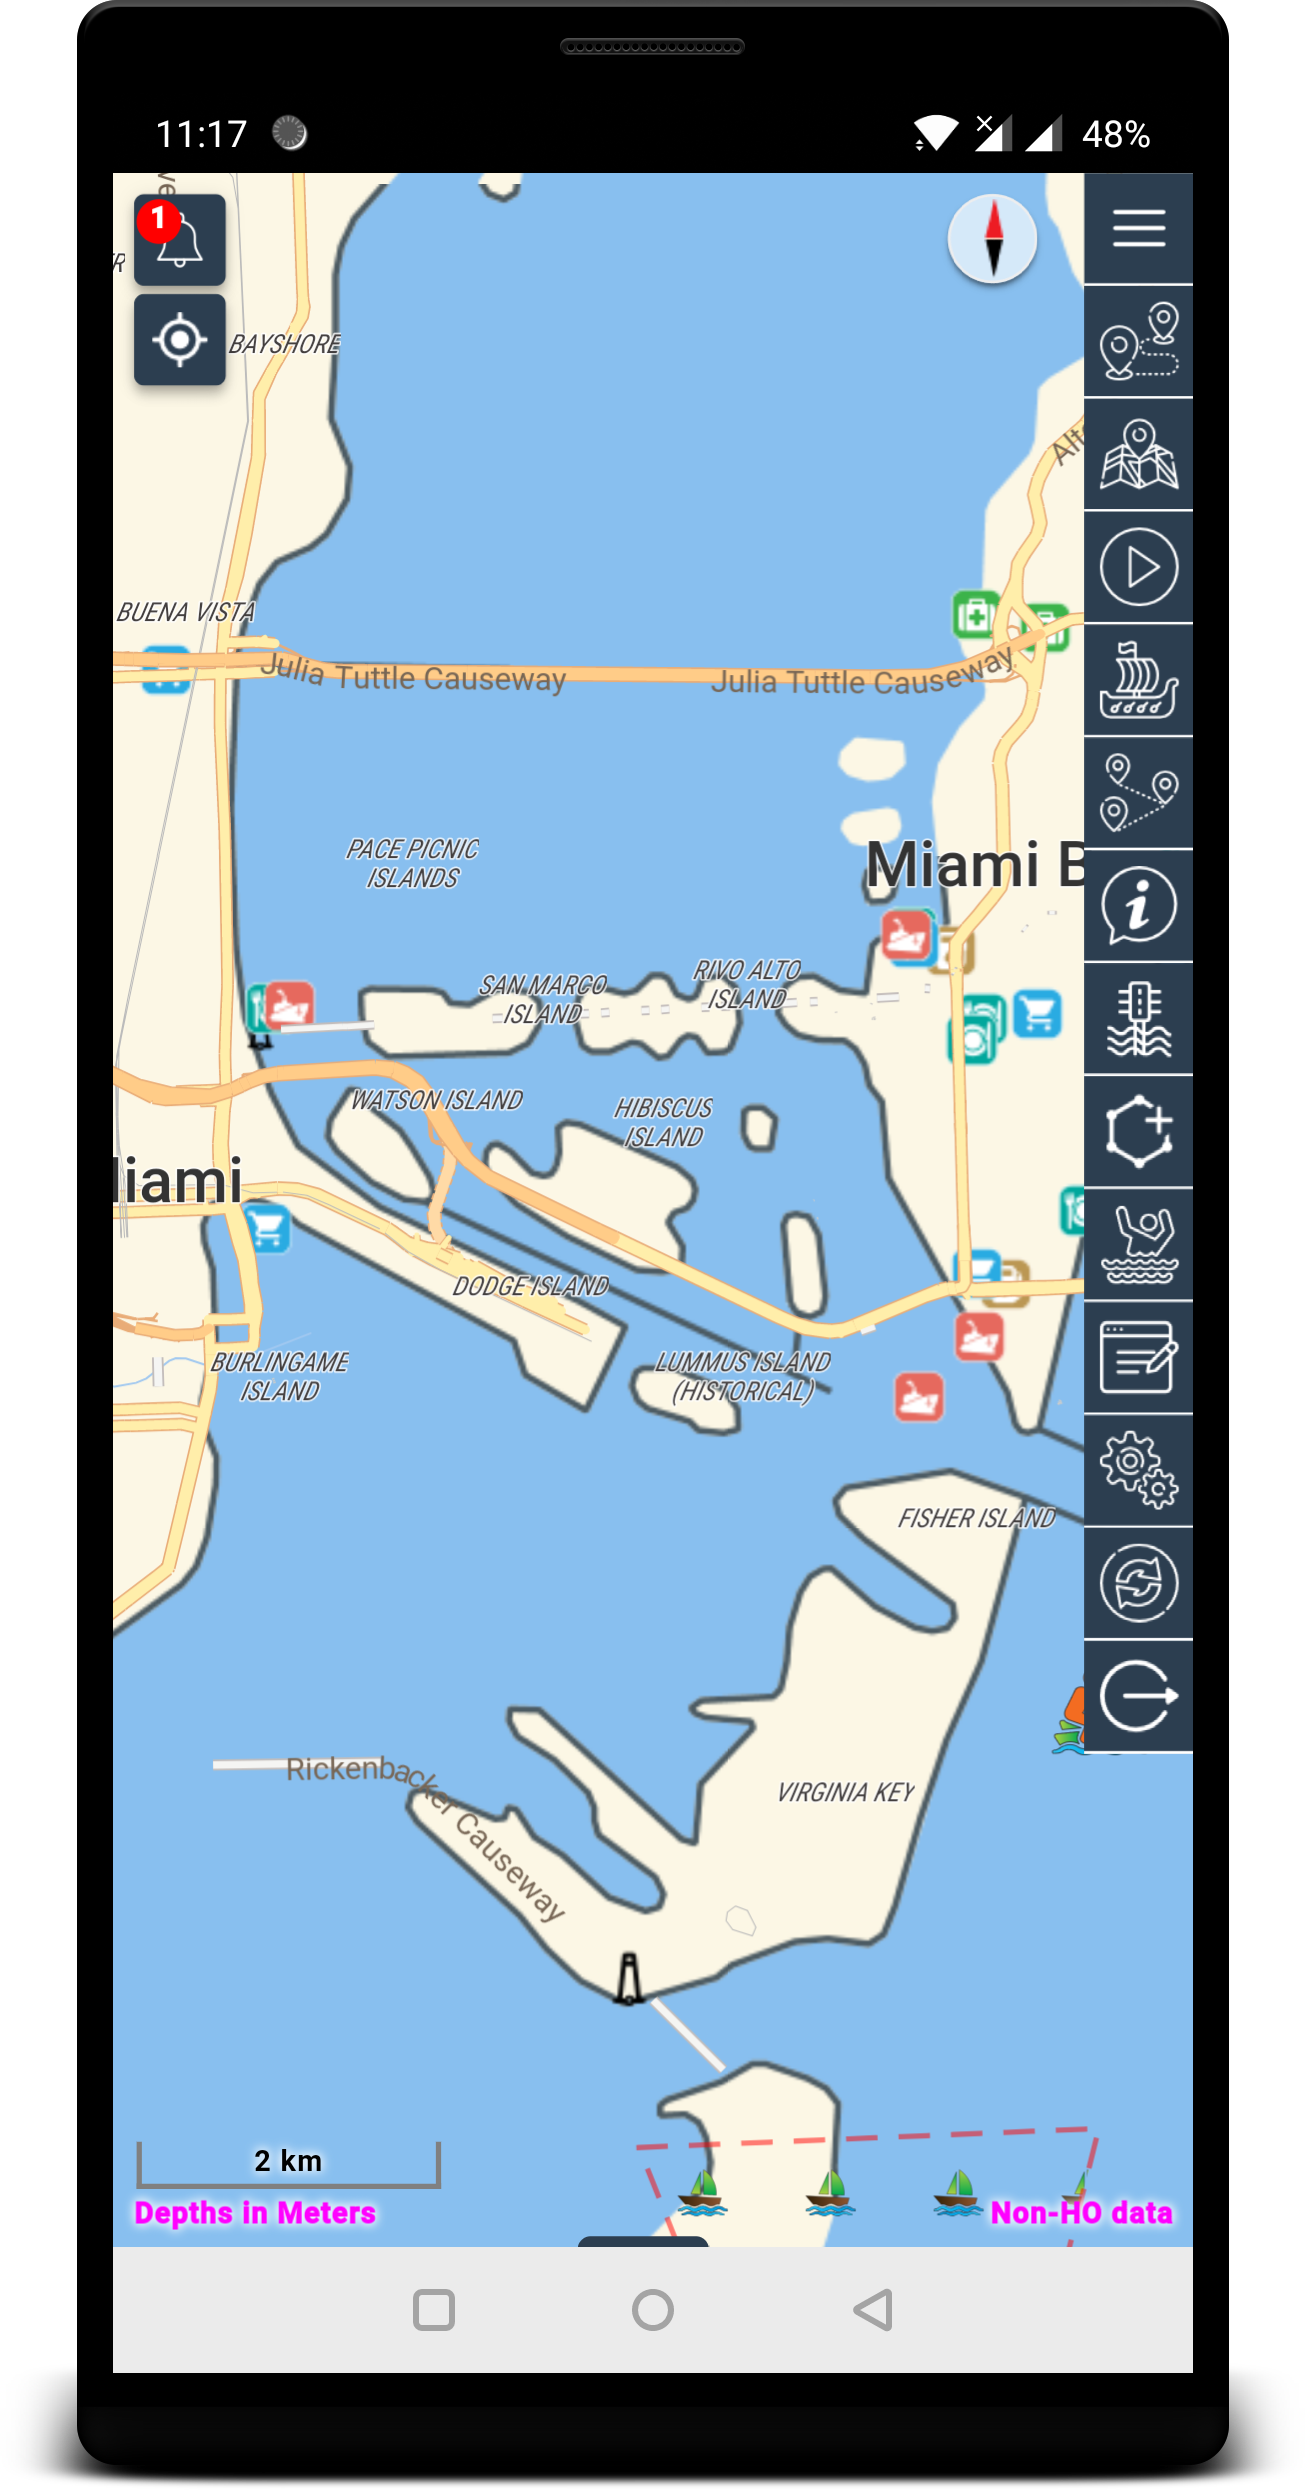 11:17
48%
1
BAYSHORE
Alt
BUENA VISTA
Julia Tuttle Causeway
Julia Tuttle Causeway
PACE PICNIC
ISLANDS
Miami B
SAN MARCO
ISLAND
RIVO ALTO
ISLAND
WATSON ISLAND
HIBISCUS
ISLAND
iami
DODGE ISLAND
BURLINGAME
ISLAND
LUMMUS ISLAND
(HISTORICAL)
FISHER ISLAND
Rickenbacker Causeway
VIRGINIA KEY
2 km
Depths in Meters
Non-HO data